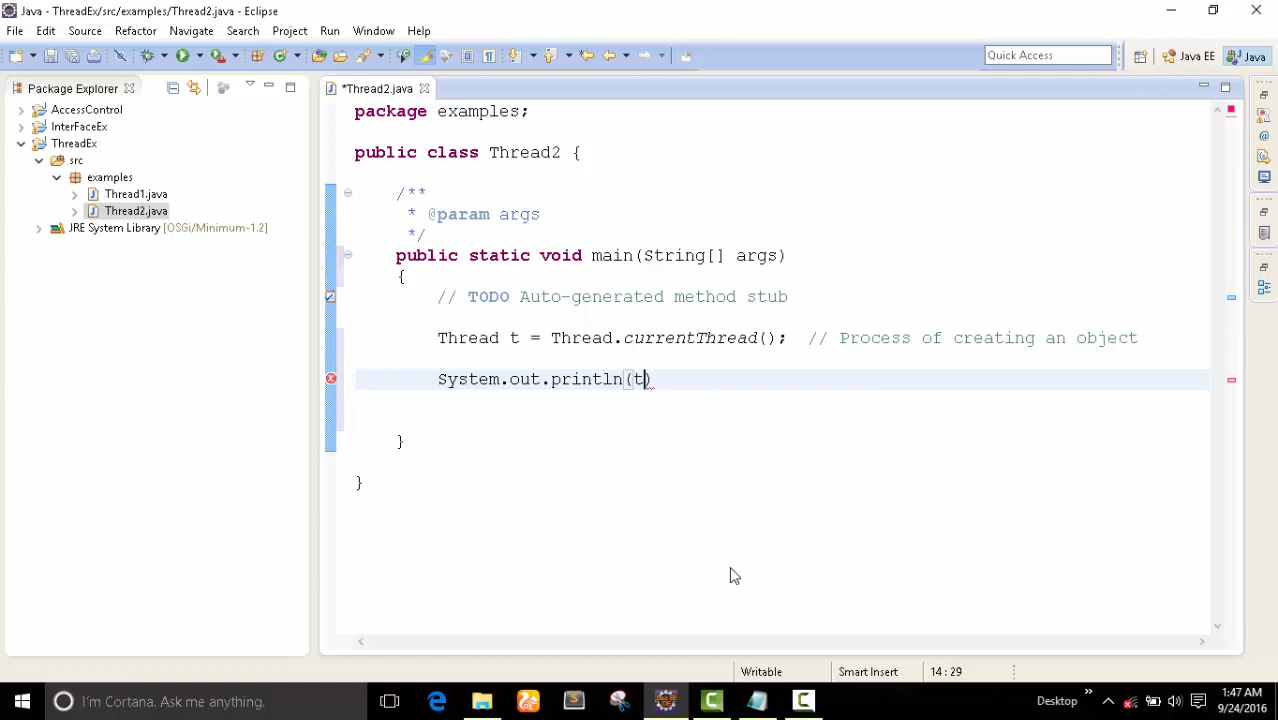 Java - ThreadEx/src/examples/Thread2.java - Eclipse
File Edit Source Refactor Navigate Search Project Run Window Help
Quick Access Java EE Java
Package Explorer *Thread2.java
AccessControl
InterFaceEx
ThreadEx
src
examples
Thread1.java
Thread2.java
JRE System Library [OSGi/Minimum-1.2]
package examples;
public class Thread2 {
/**
* @param args
*/
public static void main(String[] args)
{
// TODO Auto-generated method stub
Thread t = Thread.currentThread(); // Process of creating an object
System.out.println(t)
}
}
Writable Smart Insert 14 : 29
I'm Cortana. Ask me anything. Desktop 1:47 AM
9/24/2016